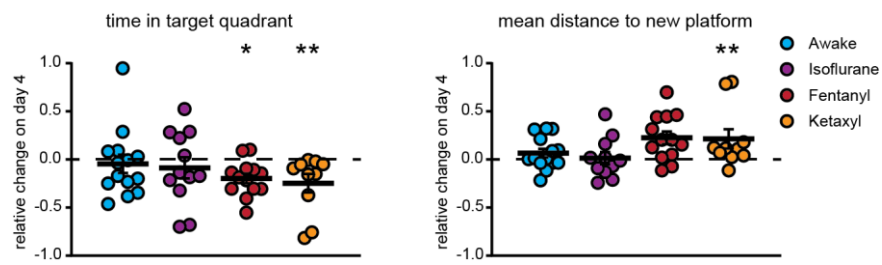 time in target quadrant
relative change on day 4
1.0
0.5
0.0
-0.5
-1.0
* **
mean distance to new platform
relative change on day 4
1.0
0.5
0.0
-0.5
-1.0
**
Awake
Isoflurane
Fentanyl
Ketaxyl